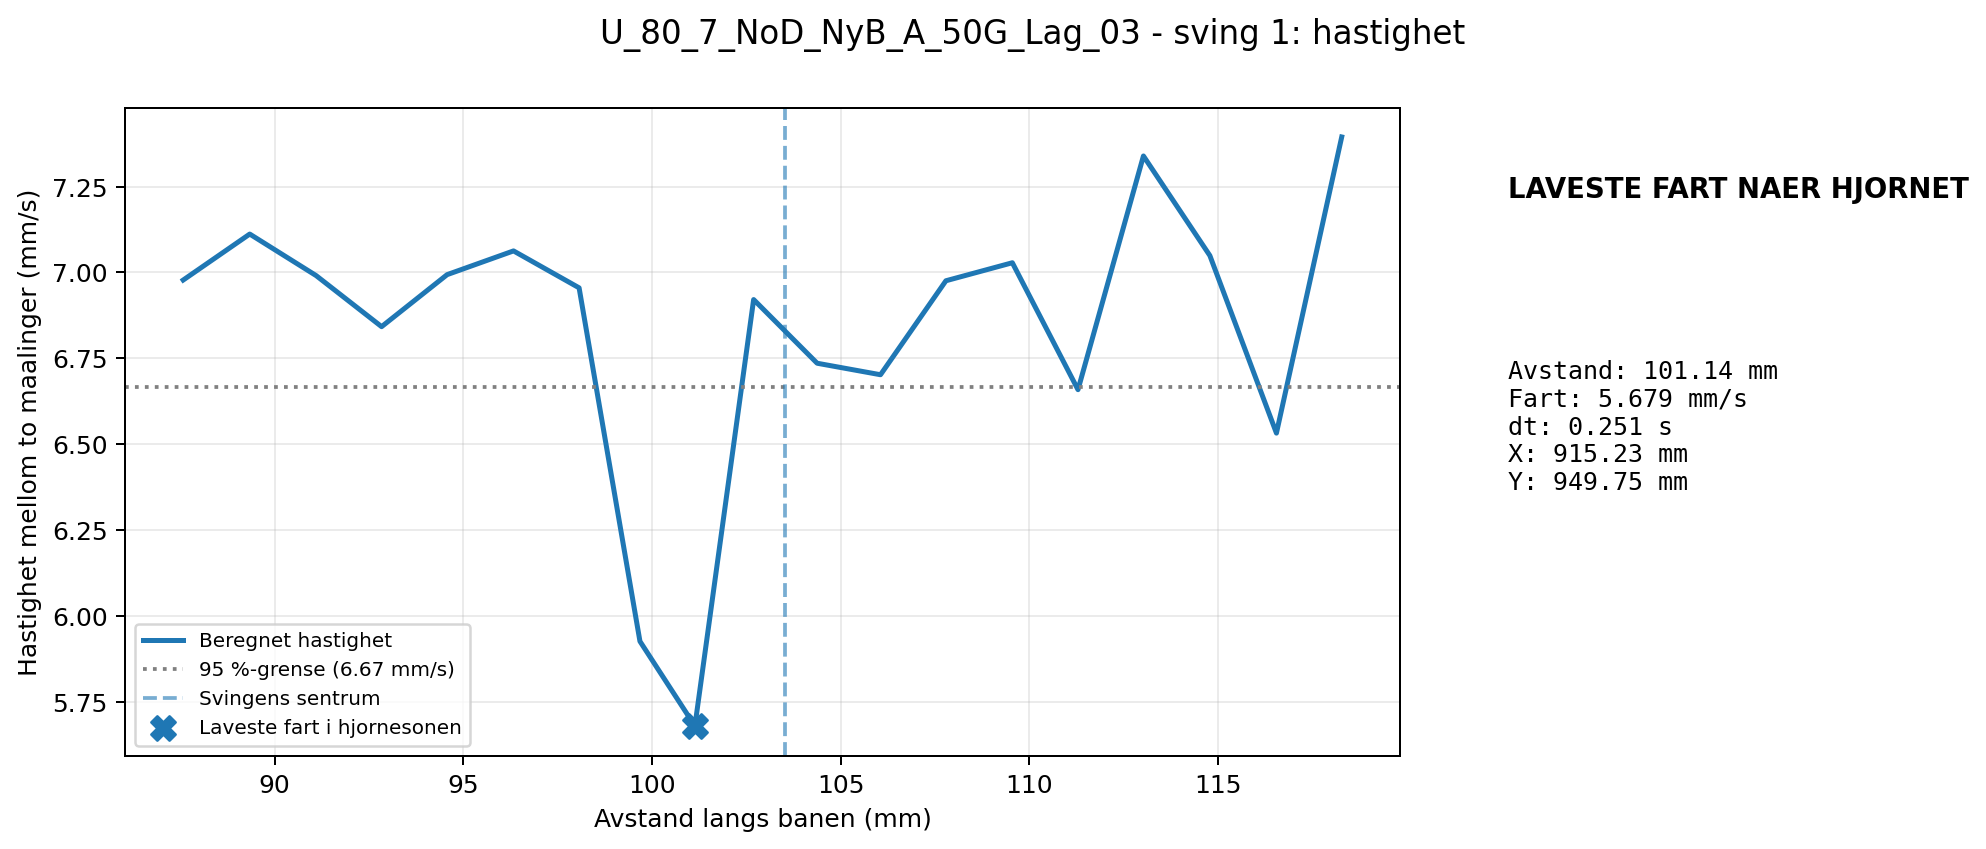 U_80_7_NoD_NyB_A_50G_Lag_03 - sving 1: hastighet
Hastighet mellom to maalinger (mm/s)
7.25
7.00
6.75
6.50
6.25
6.00
5.75
Beregnet hastighet
95 %-grense (6.67 mm/s)
Svingens sentrum
Laveste fart i hjornesonen
90
95
100
105
110
115
Avstand langs banen (mm)
LAVESTE FART NAER HJORNET
Avstand: 101.14 mm
Fart: 5.679 mm/s
dt: 0.251 s
X: 915.23 mm
Y: 949.75 mm